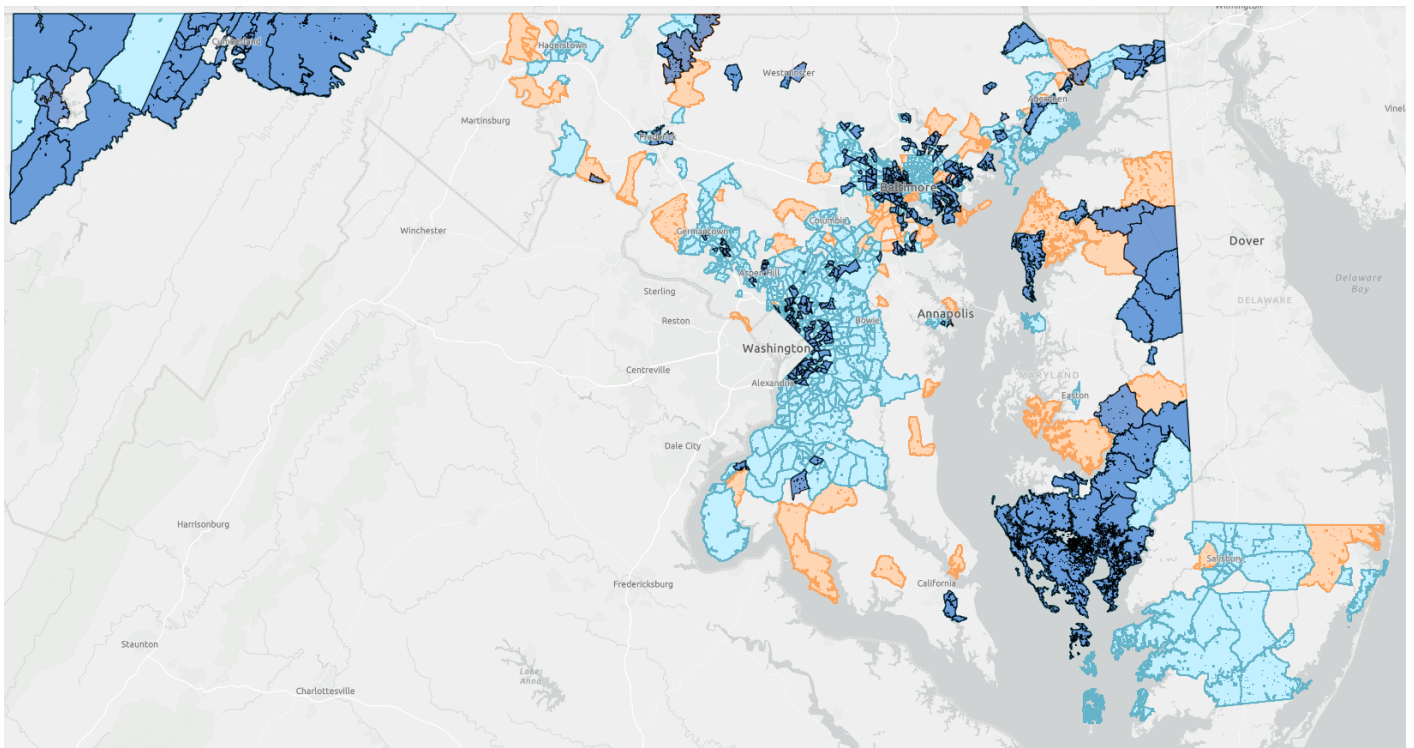 Wilmington
Cumberland
Hagerstown
Westminster
Vinel
Martinsburg
Aberdeen
Frederick
Baltimore
Winchester
Columbia
Germantown
Dover
Aspen Hill
Delaware
Bay
Sterling
DELAWARE
Reston
Bowie
Annapolis
Washington
Centreville
MARYLAND
Alexandria
Easton
Dale City
Harrisonburg
Salisbury
Fredericksburg
California
Staunton
Lake
Anna
Charlottesville